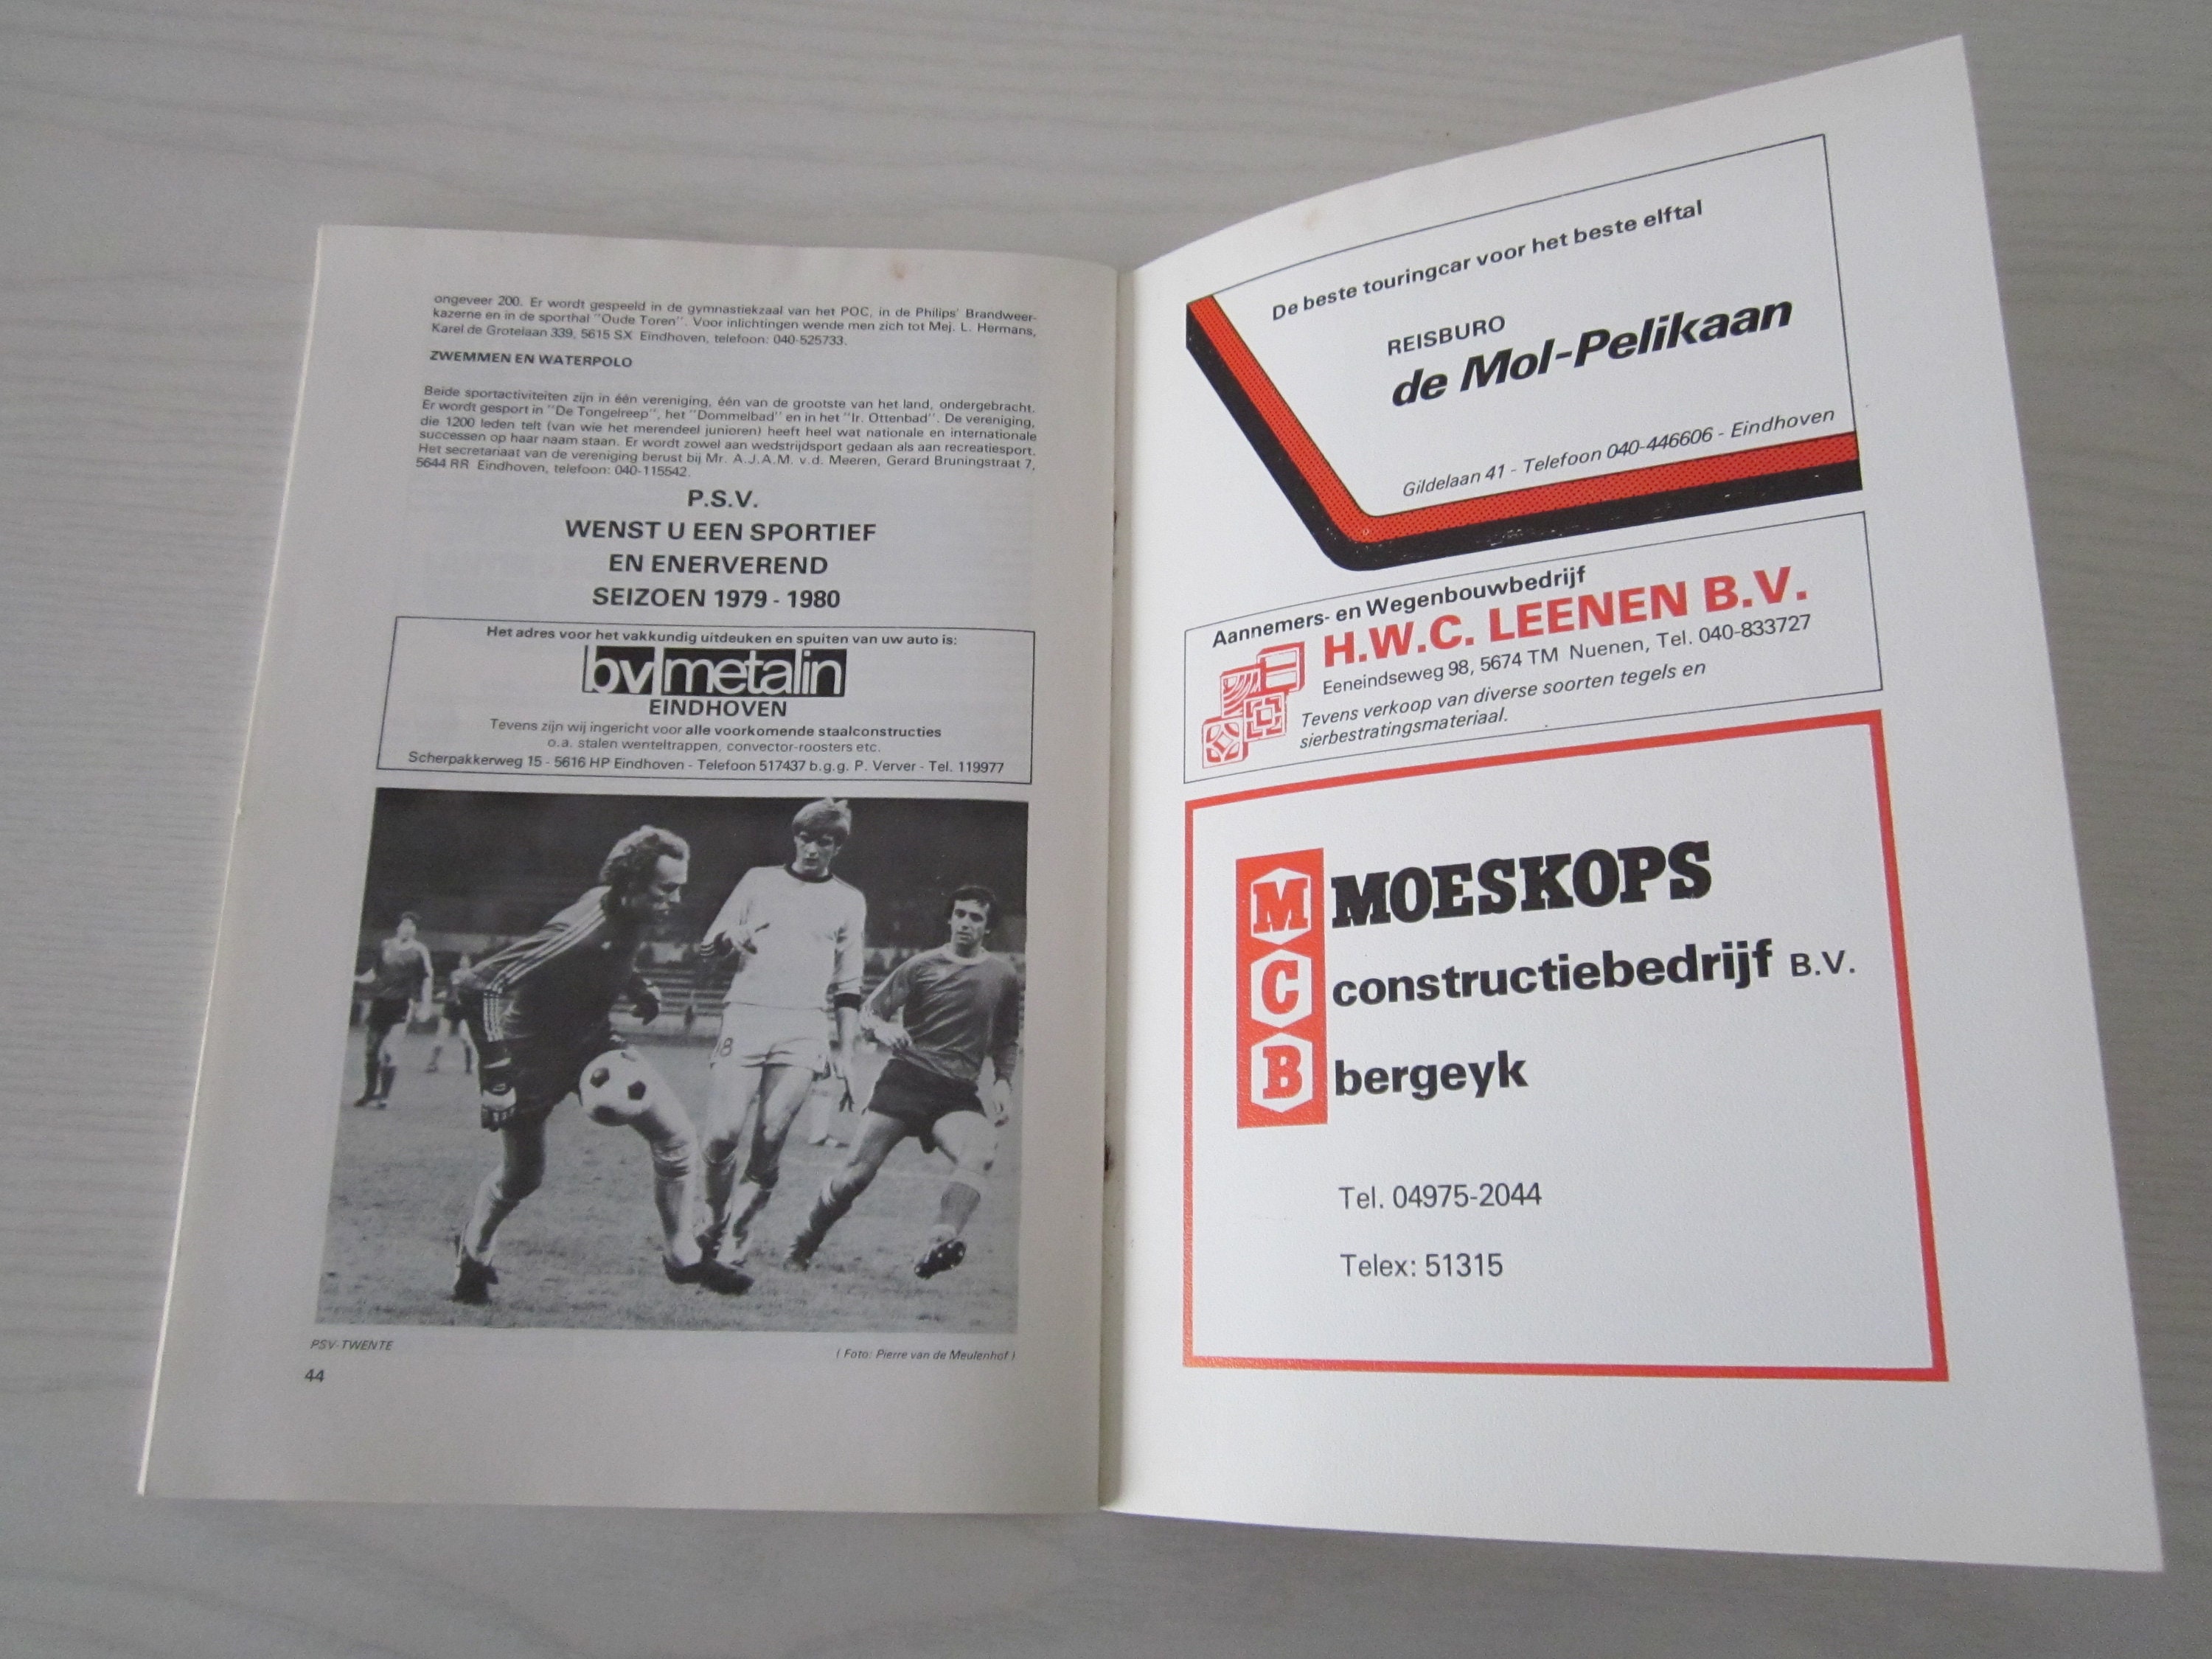 ongeveer 200. Er wordt gespeeld in de gymnastiekzaal van het POC, in de Philips' Brandweer-
kazerne en in de sporthal "Oude Toren". Voor inlichtingen wende men zich tot Mej. L. Hermans,
Karel de Grotelaan 339, 5615 SX Eindhoven, telefoon: 040-525733.
ZWEMMEN EN WATERPOLO
Beide sportactiviteiten zijn in één vereniging, één van de grootste van het land, ondergebracht.
Er wordt gesport in "De Tongelreep", het "Dommelbad" en in het "Ir. Ottenbad". De vereniging,
die 1200 leden telt (van wie het merendeel junioren) heeft heel wat nationale en internationale
successen op haar naam staan. Er wordt zowel aan wedstrijdsport gedaan als aan recreatiesport.
Het secretariaat van de vereniging berust bij Mr. A.J.A.M. v.d. Meeren, Gerard Bruningstraat 7,
5644 RR Eindhoven, telefoon: 040-115542.
P.S.V.
WENST U EEN SPORTIEF
EN ENERVEREND
SEIZOEN 1979 - 1980
Het adres voor het vakkundig uitdeuken en spuiten van uw auto is:
bv metalin
EINDHOVEN
Tevens zijn wij ingericht voor alle voorkomende staalconstructies
o.a. stalen wenteltrappen, convector-roosters etc.
Scherpakkerweg 15 - 5616 HP Eindhoven - Telefoon 517437 b.g.g. P. Verver - Tel. 119977
8
PSV-TWENTE
( Foto: Pierre van de Meulenhof )
44
De beste touringcar voor het beste elftal
REISBURO
de Mol-Pelikaan
Gildelaan 41 - Telefoon 040-446606 - Eindhoven
Aannemers- en Wegenbouwbedrijf
H.W.C. LEENEN B.V.
Eeneindseweg 98, 5674 TM Nuenen, Tel. 040-833727
Tevens verkoop van diverse soorten tegels en
sierbestratingsmateriaal.
M MOESKOPS
C constructiebedrijf B.V.
B bergeyk
Tel. 04975-2044
Telex: 51315